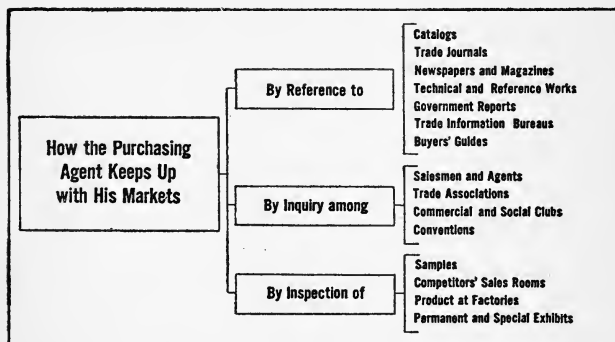 How the Purchasing
Agent Keeps Up
with His Markets
By Reference to
Catalogs
Trade Journals
Newspapers and Magazines
Technical and Reference Works
Government Reports
Trade Information Bureaus
Buyers' Guides
By Inquiry among
Salesmen and Agents
Trade Associations
Commercial and Social Clubs
Conventions
By Inspection of
Samples
Competitors' Sales Rooms
Product at Factories
Permanent and Special Exhibits